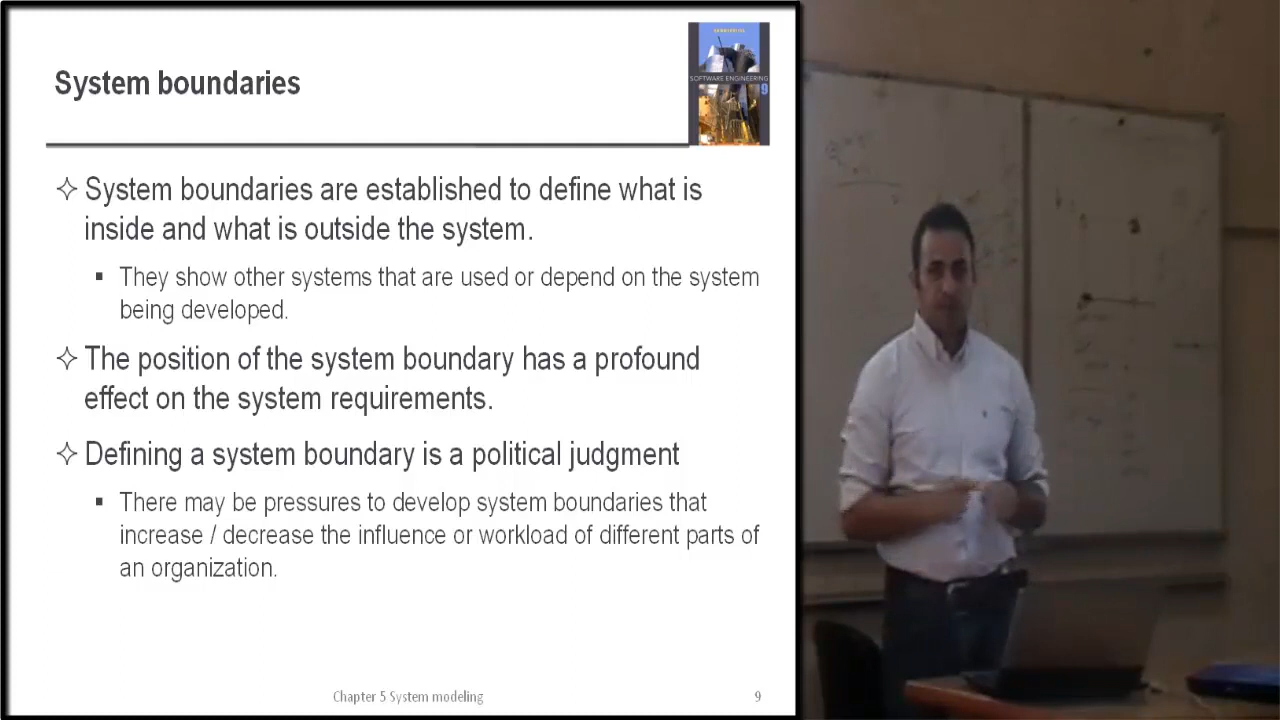 System boundaries
SOMMERVILLE
SOFTWARE ENGINEERING
9
✧ System boundaries are established to define what is
inside and what is outside the system.
▪ They show other systems that are used or depend on the system
being developed.
✧ The position of the system boundary has a profound
effect on the system requirements.
✧ Defining a system boundary is a political judgment
▪ There may be pressures to develop system boundaries that
increase / decrease the influence or workload of different parts of
an organization.
Chapter 5 System modeling
9